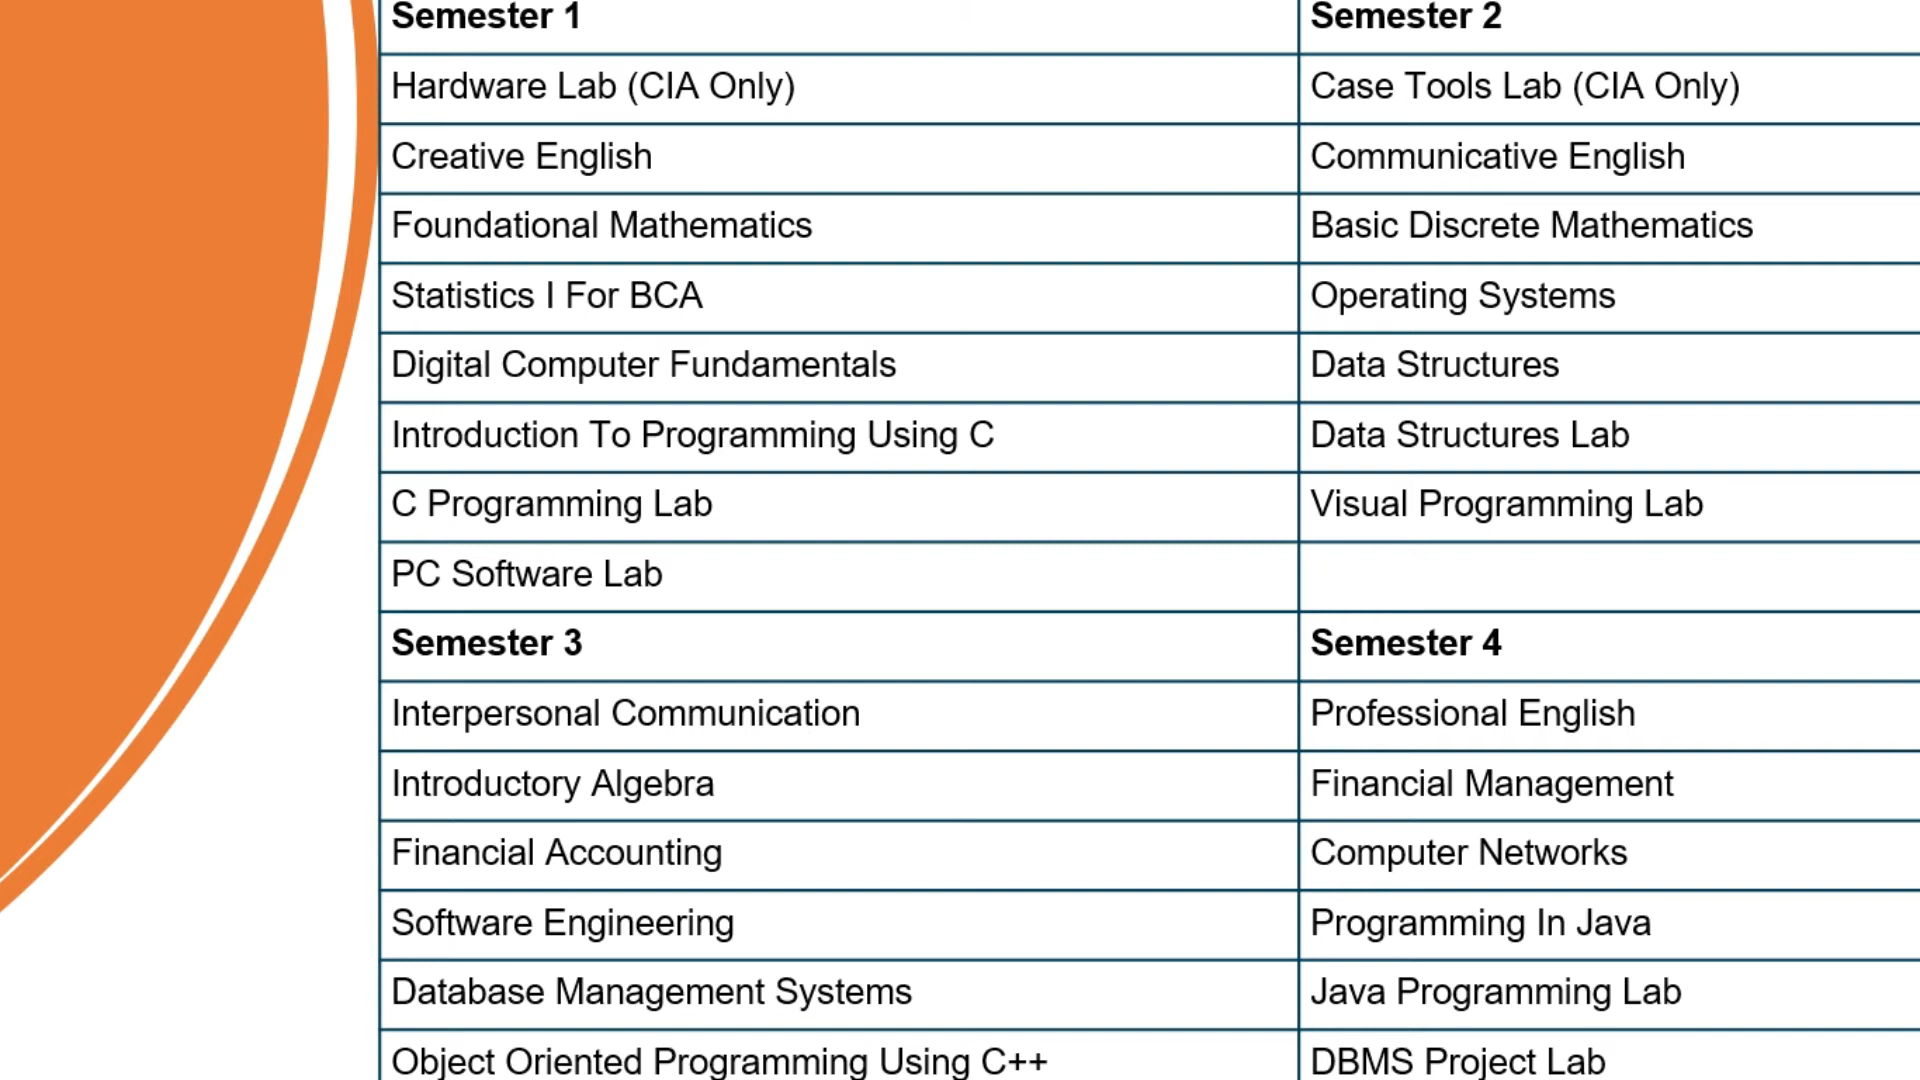 Semester 1 Semester 2
Hardware Lab (CIA Only) Case Tools Lab (CIA Only)
Creative English Communicative English
Foundational Mathematics Basic Discrete Mathematics
Statistics I For BCA Operating Systems
Digital Computer Fundamentals Data Structures
Introduction To Programming Using C Data Structures Lab
C Programming Lab Visual Programming Lab
PC Software Lab
Semester 3 Semester 4
Interpersonal Communication Professional English
Introductory Algebra Financial Management
Financial Accounting Computer Networks
Software Engineering Programming In Java
Database Management Systems Java Programming Lab
Object Oriented Programming Using C++ DBMS Project Lab